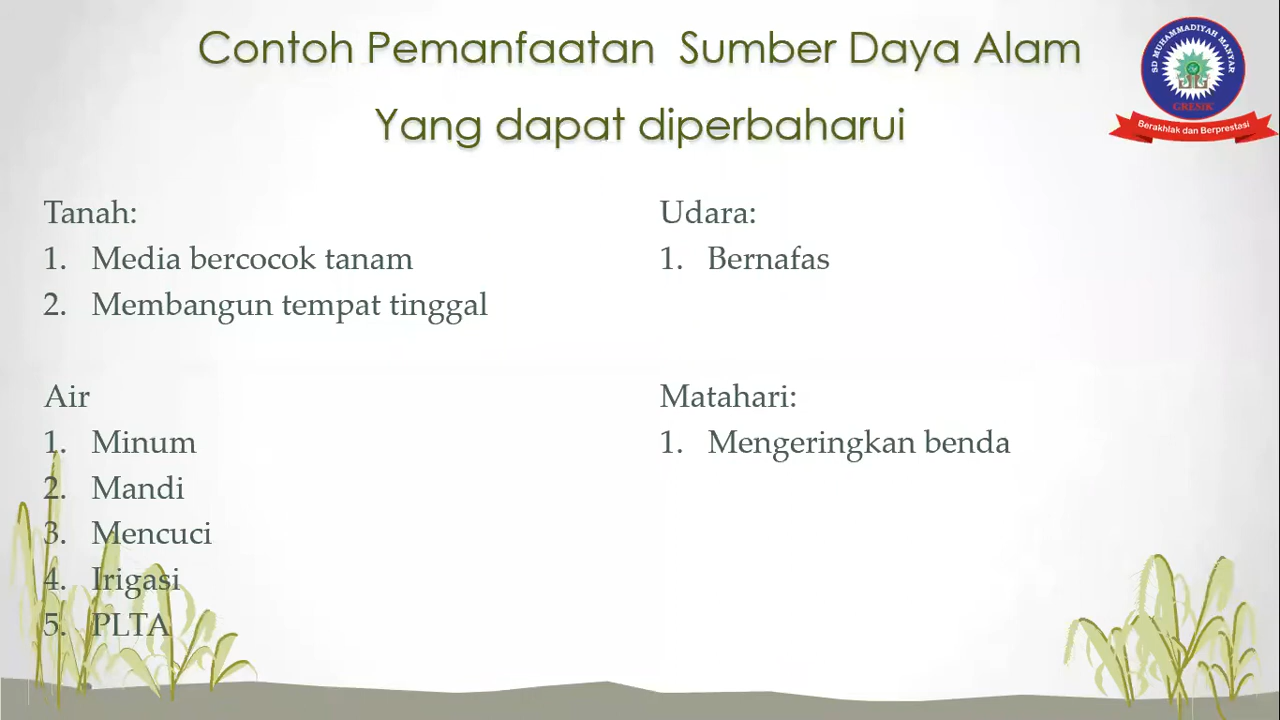 Contoh Pemanfaatan Sumber Daya Alam
Yang dapat diperbaharui
SD MUHAMMADIYAH MANYAR
GRESIK
Berakhlak dan Berprestasi
Tanah:
1. Media bercocok tanam
2. Membangun tempat tinggal
Air
1. Minum
2. Mandi
3. Mencuci
4. Irigasi
5. PLTA
Udara:
1. Bernafas
Matahari:
1. Mengeringkan benda